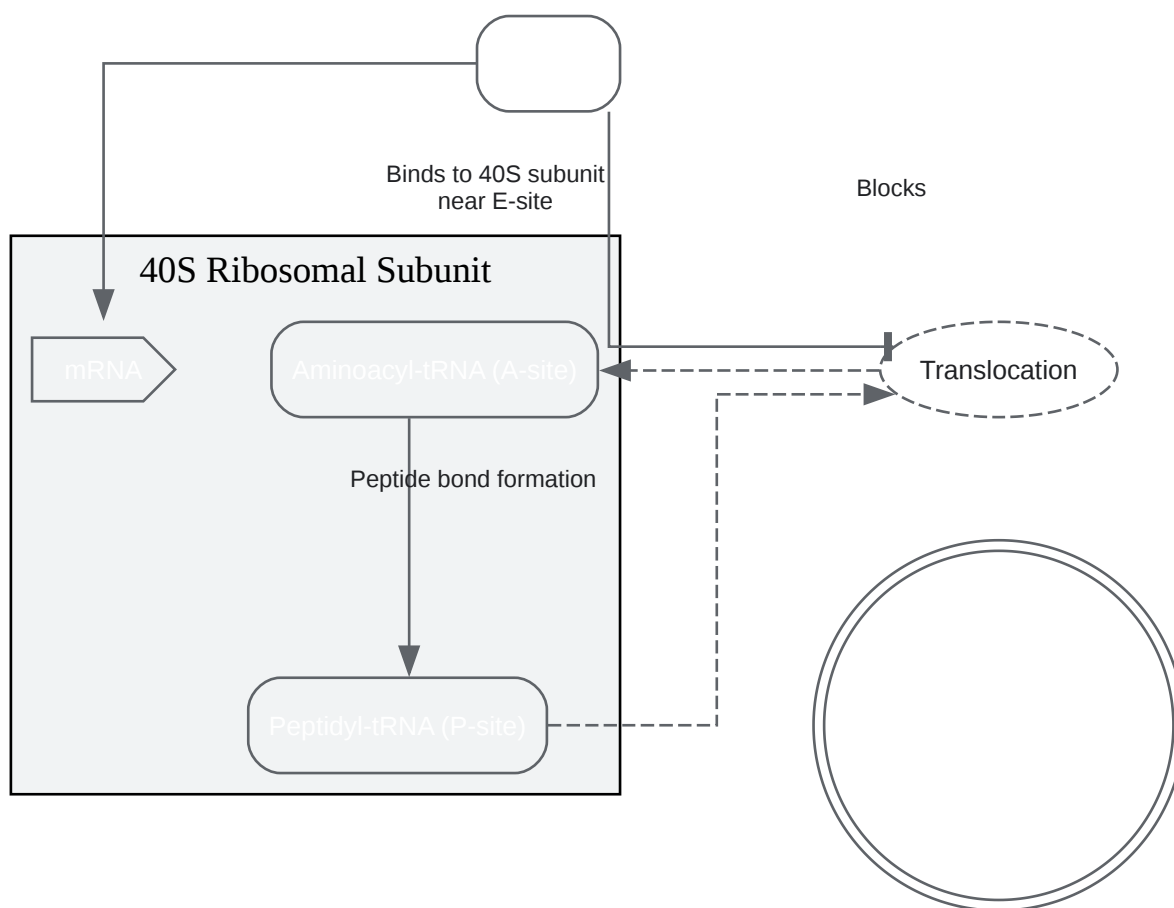 Binds to 40S subunit
near E-site
Blocks
40S Ribosomal Subunit
mRNA
Aminoacyl-tRNA (A-site)
Translocation
Peptide bond formation
Peptidyl-tRNA (P-site)